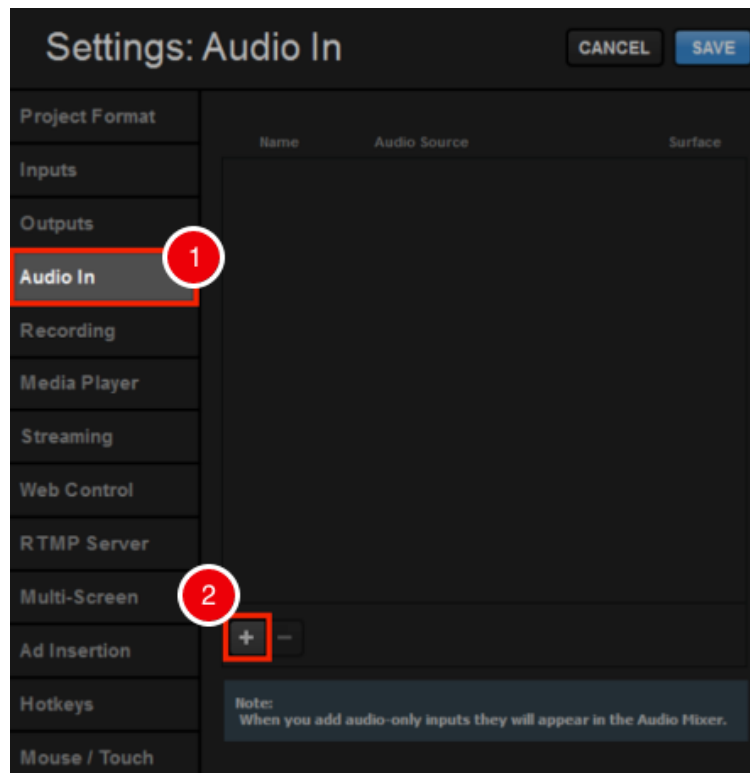 Settings: Audio In
CANCEL
SAVE
Project Format
Name Audio Source Surface
Inputs
Outputs
1
Audio In
Recording
Media Player
Streaming
Web Control
RTMP Server
Multi-Screen
2
+ −
Ad Insertion
Hotkeys
Note:
When you add audio-only inputs they will appear in the Audio Mixer.
Mouse / Touch